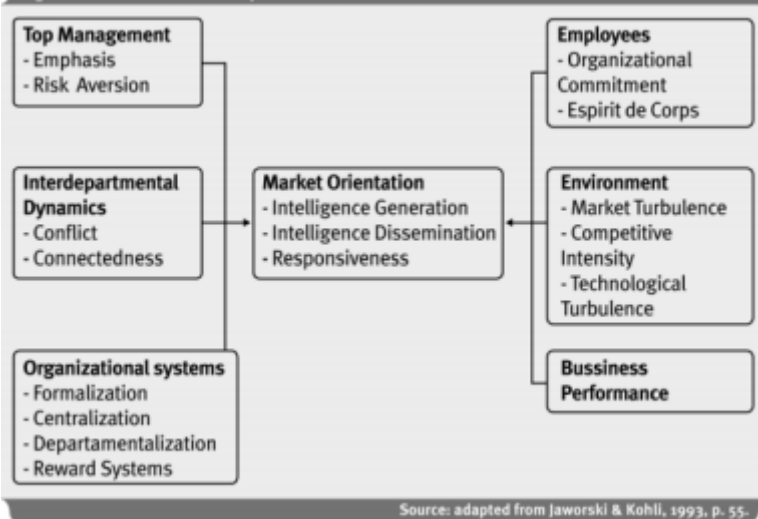 Top Management
- Emphasis
- Risk Aversion
Interdepartmental
Dynamics
- Conflict
- Connectedness
Organizational systems
- Formalization
- Centralization
- Departamentalization
- Reward Systems
Market Orientation
- Intelligence Generation
- Intelligence Dissemination
- Responsiveness
Employees
- Organizational
Commitment
- Espirit de Corps
Environment
- Market Turbulence
- Competitive
Intensity
- Technological
Turbulence
Bussiness
Performance
Source: adapted from Jaworski & Kohli, 1993, p. 55.